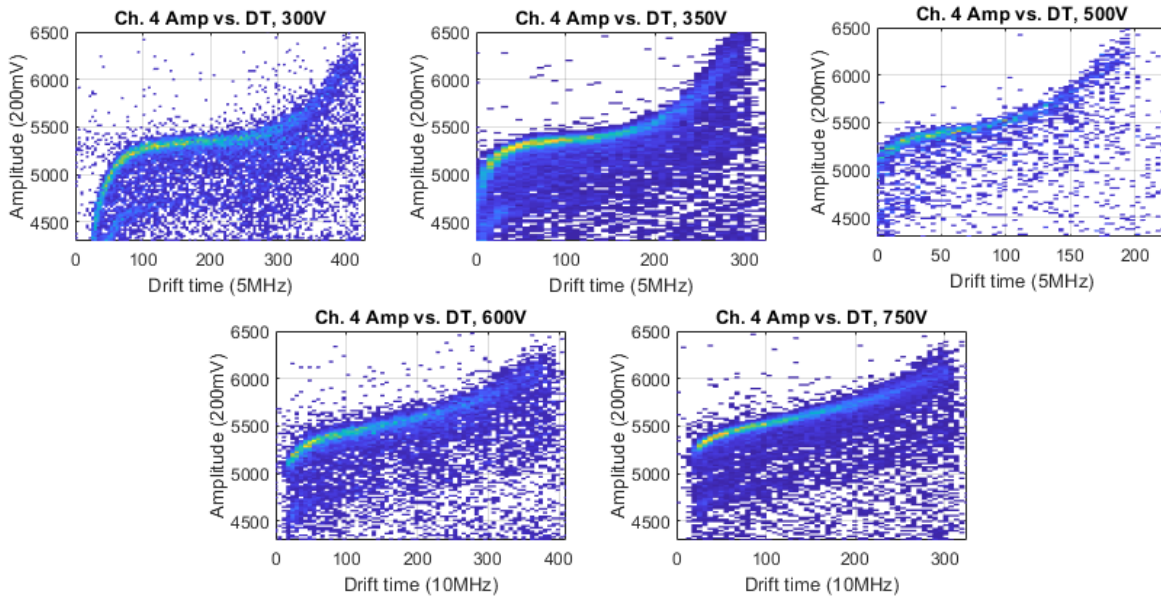 Ch. 4 Amp vs. DT, 300V
Amplitude (200mV)
6500
6000
5500
5000
4500
0 100 200 300 400
Drift time (5MHz)
Ch. 4 Amp vs. DT, 350V
Amplitude (200mV)
6500
6000
5500
5000
4500
0 100 200 300
Drift time (5MHz)
Ch. 4 Amp vs. DT, 500V
Amplitude (200mV)
6500
6000
5500
5000
4500
0 50 100 150 200
Drift time (5MHz)
Ch. 4 Amp vs. DT, 600V
Amplitude (200mV)
6500
6000
5500
5000
4500
0 100 200 300 400
Drift time (10MHz)
Ch. 4 Amp vs. DT, 750V
Amplitude (200mV)
6500
6000
5500
5000
4500
0 100 200 300
Drift time (10MHz)